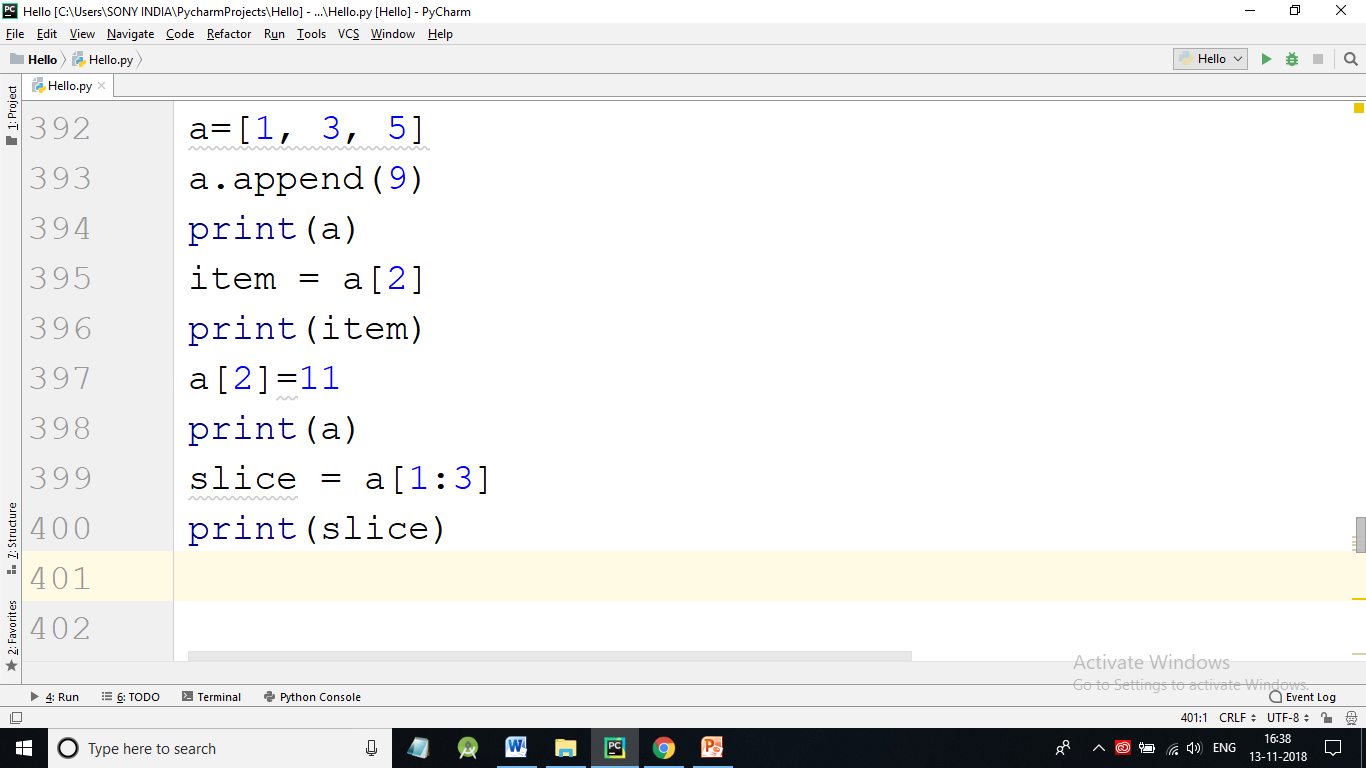 Hello [C:\Users\SONY INDIA\PycharmProjects\Hello] - ...\Hello.py [Hello] - PyCharm
File Edit View Navigate Code Refactor Run Tools VCS Window Help
Hello Hello.py Hello
Hello.py
1: Project
392 a=[1, 3, 5]
393 a.append(9)
394 print(a)
395 item = a[2]
396 print(item)
397 a[2]=11
398 print(a)
399 slice = a[1:3]
400 print(slice)
401
402
7: Structure
2: Favorites
Activate Windows
Go to Settings to activate Windows.
4: Run 6: TODO Terminal Python Console Event Log
401:1 CRLF UTF-8
Type here to search
ENG
16:38
13-11-2018